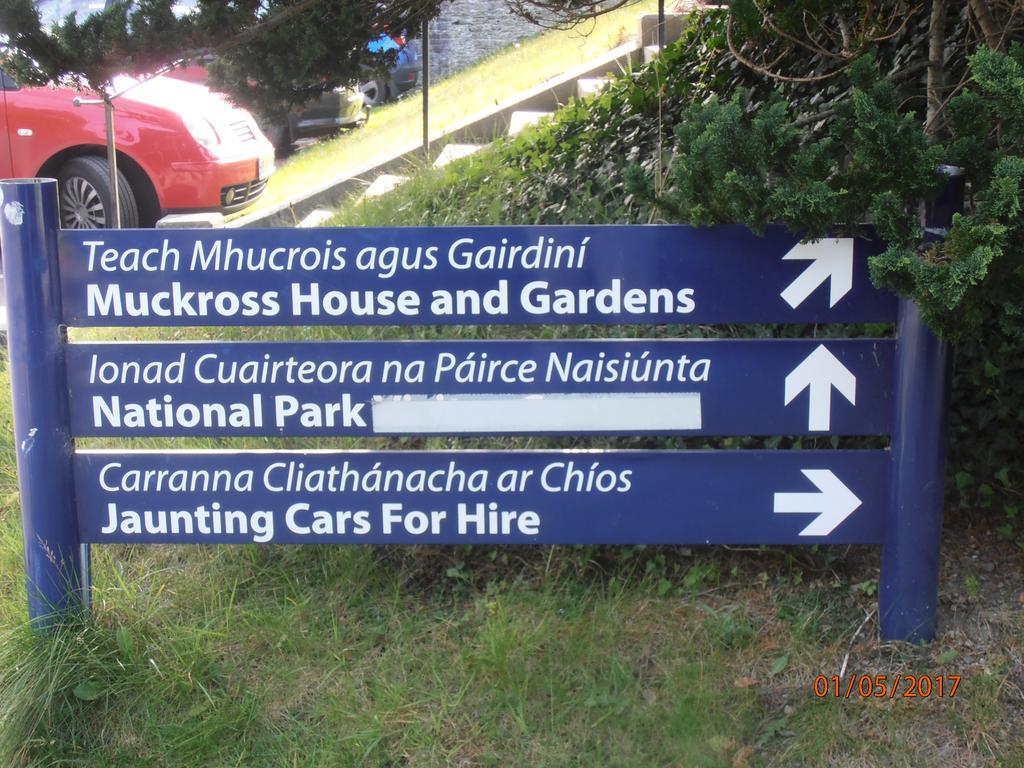 Teach Mhucrois agus Gairdiní
Muckross House and Gardens
Ionad Cuairteora na Páirce Naisiúnta
National Park
Carranna Cliathánacha ar Chíos
Jaunting Cars For Hire
01/05/2017